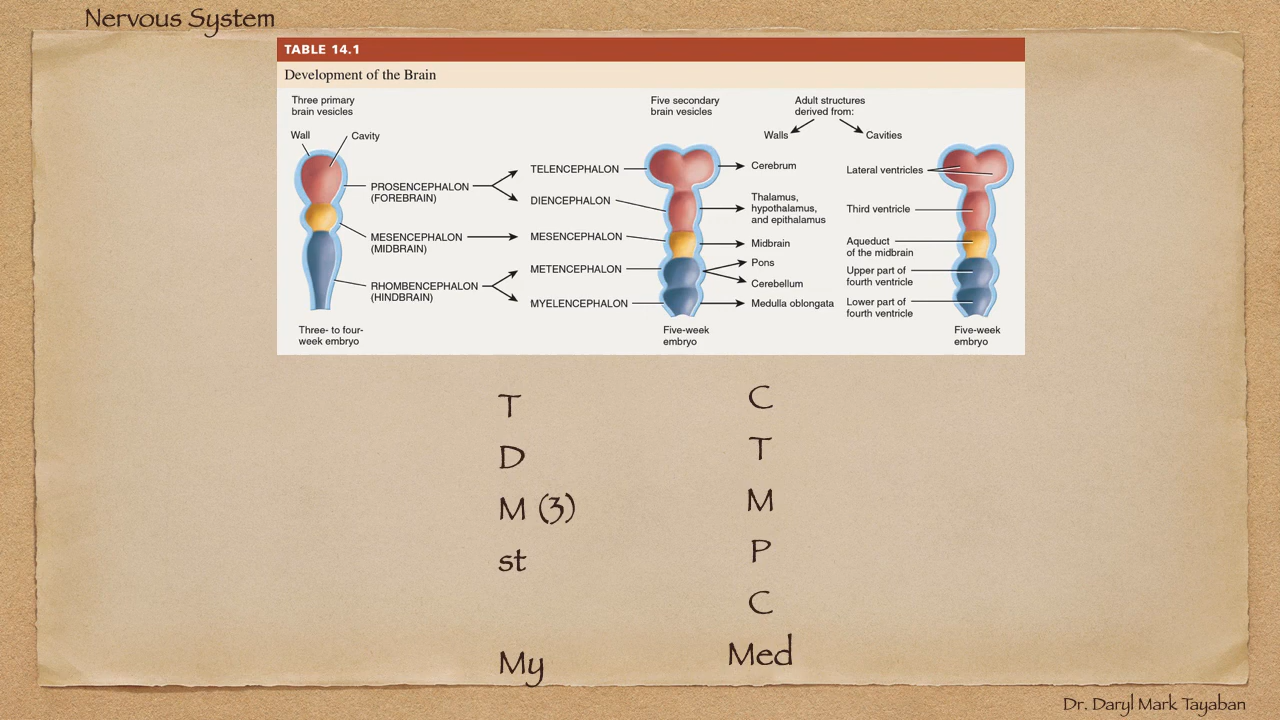 Nervous System
TABLE 14.1
Development of the Brain
Three primary
brain vesicles
Five secondary
brain vesicles
Adult structures
derived from:
Wall
Cavity
Walls
Cavities
PROSENCEPHALON
(FOREBRAIN)
TELENCEPHALON
Cerebrum
Lateral ventricles
DIENCEPHALON
Thalamus,
hypothalamus,
and epithalamus
Third ventricle
MESENCEPHALON
(MIDBRAIN)
MESENCEPHALON
Midbrain
Aqueduct
of the midbrain
RHOMBENCEPHALON
(HINDBRAIN)
METENCEPHALON
Pons
Cerebellum
Upper part of
fourth ventricle
MYELENCEPHALON
Medulla oblongata
Lower part of
fourth ventricle
Three- to four-
week embryo
Five-week
embryo
Five-week
embryo
T
D
M (3)
st
My
C
T
M
P
C
Med
Dr. Daryl Mark Tayaban